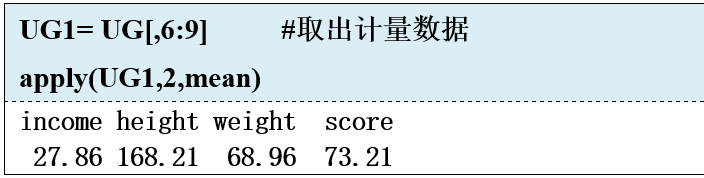 UG1= UG[,6:9] #取出计量数据
apply(UG1,2,mean)
income height weight score
27.86 168.21 68.96 73.21